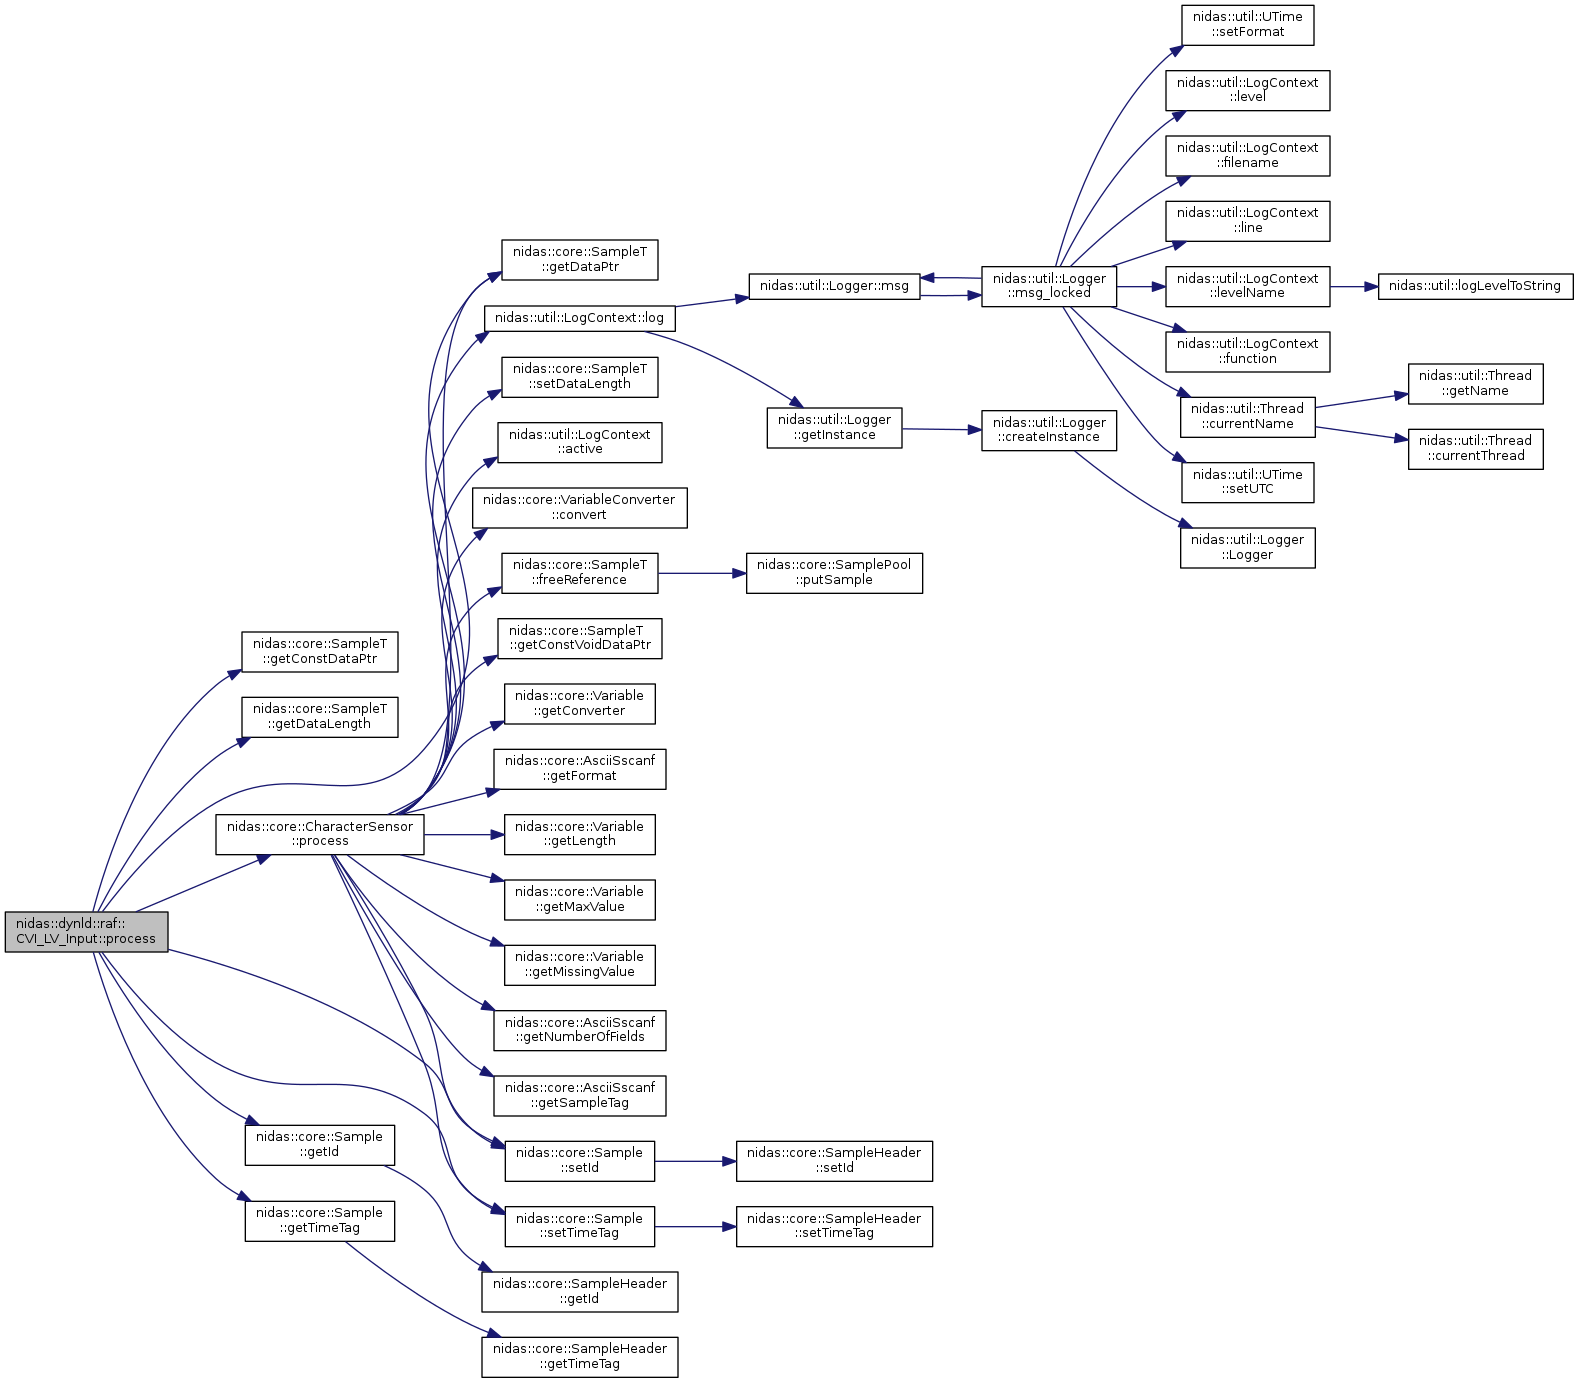 nidas::dynld::raf::
CVI_LV_Input::process
nidas::core::SampleT
::getConstDataPtr
nidas::core::SampleT
::getDataLength
nidas::core::CharacterSensor
::process
nidas::core::Sample
::getId
nidas::core::Sample
::getTimeTag
nidas::core::SampleT
::getDataPtr
nidas::util::LogContext::log
nidas::core::SampleT
::setDataLength
nidas::util::LogContext
::active
nidas::core::VariableConverter
::convert
nidas::core::SampleT
::freeReference
nidas::core::SampleT
::getConstVoidDataPtr
nidas::core::Variable
::getConverter
nidas::core::AsciiSscanf
::getFormat
nidas::core::Variable
::getLength
nidas::core::Variable
::getMaxValue
nidas::core::Variable
::getMissingValue
nidas::core::AsciiSscanf
::getNumberOfFields
nidas::core::AsciiSscanf
::getSampleTag
nidas::core::Sample
::setId
nidas::core::Sample
::setTimeTag
nidas::core::SampleHeader
::getId
nidas::core::SampleHeader
::getTimeTag
nidas::util::Logger::msg
nidas::util::Logger
::getInstance
nidas::core::SamplePool
::putSample
nidas::core::SampleHeader
::setId
nidas::core::SampleHeader
::setTimeTag
nidas::util::Logger
::msg_locked
nidas::util::Logger
::createInstance
nidas::util::UTime
::setFormat
nidas::util::LogContext
::level
nidas::util::LogContext
::filename
nidas::util::LogContext
::line
nidas::util::LogContext
::levelName
nidas::util::LogContext
::function
nidas::util::Thread
::currentName
nidas::util::UTime
::setUTC
nidas::util::Logger
::Logger
nidas::util::logLevelToString
nidas::util::Thread
::getName
nidas::util::Thread
::currentThread